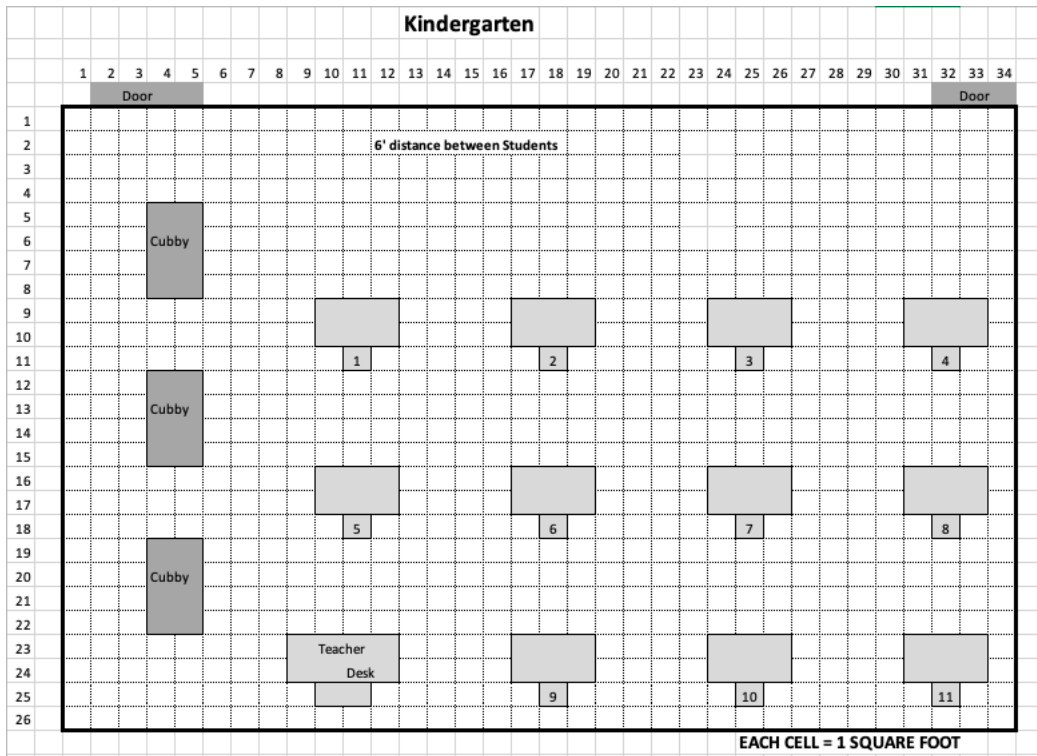 Kindergarten
1 2 3 4 5 6 7 8 9 10 11 12 13 14 15 16 17 18 19 20 21 22 23 24 25 26 27 28 29 30 31 32 33 34
Door Door
1
2 6' distance between Students
3
4
5
6 Cubby
7
8
9
10
11 1 2 3 4
12
13 Cubby
14
15
16
17
18 5 6 7 8
19
20 Cubby
21
22
23 Teacher
24 Desk
25 9 10 11
26
EACH CELL = 1 SQUARE FOOT